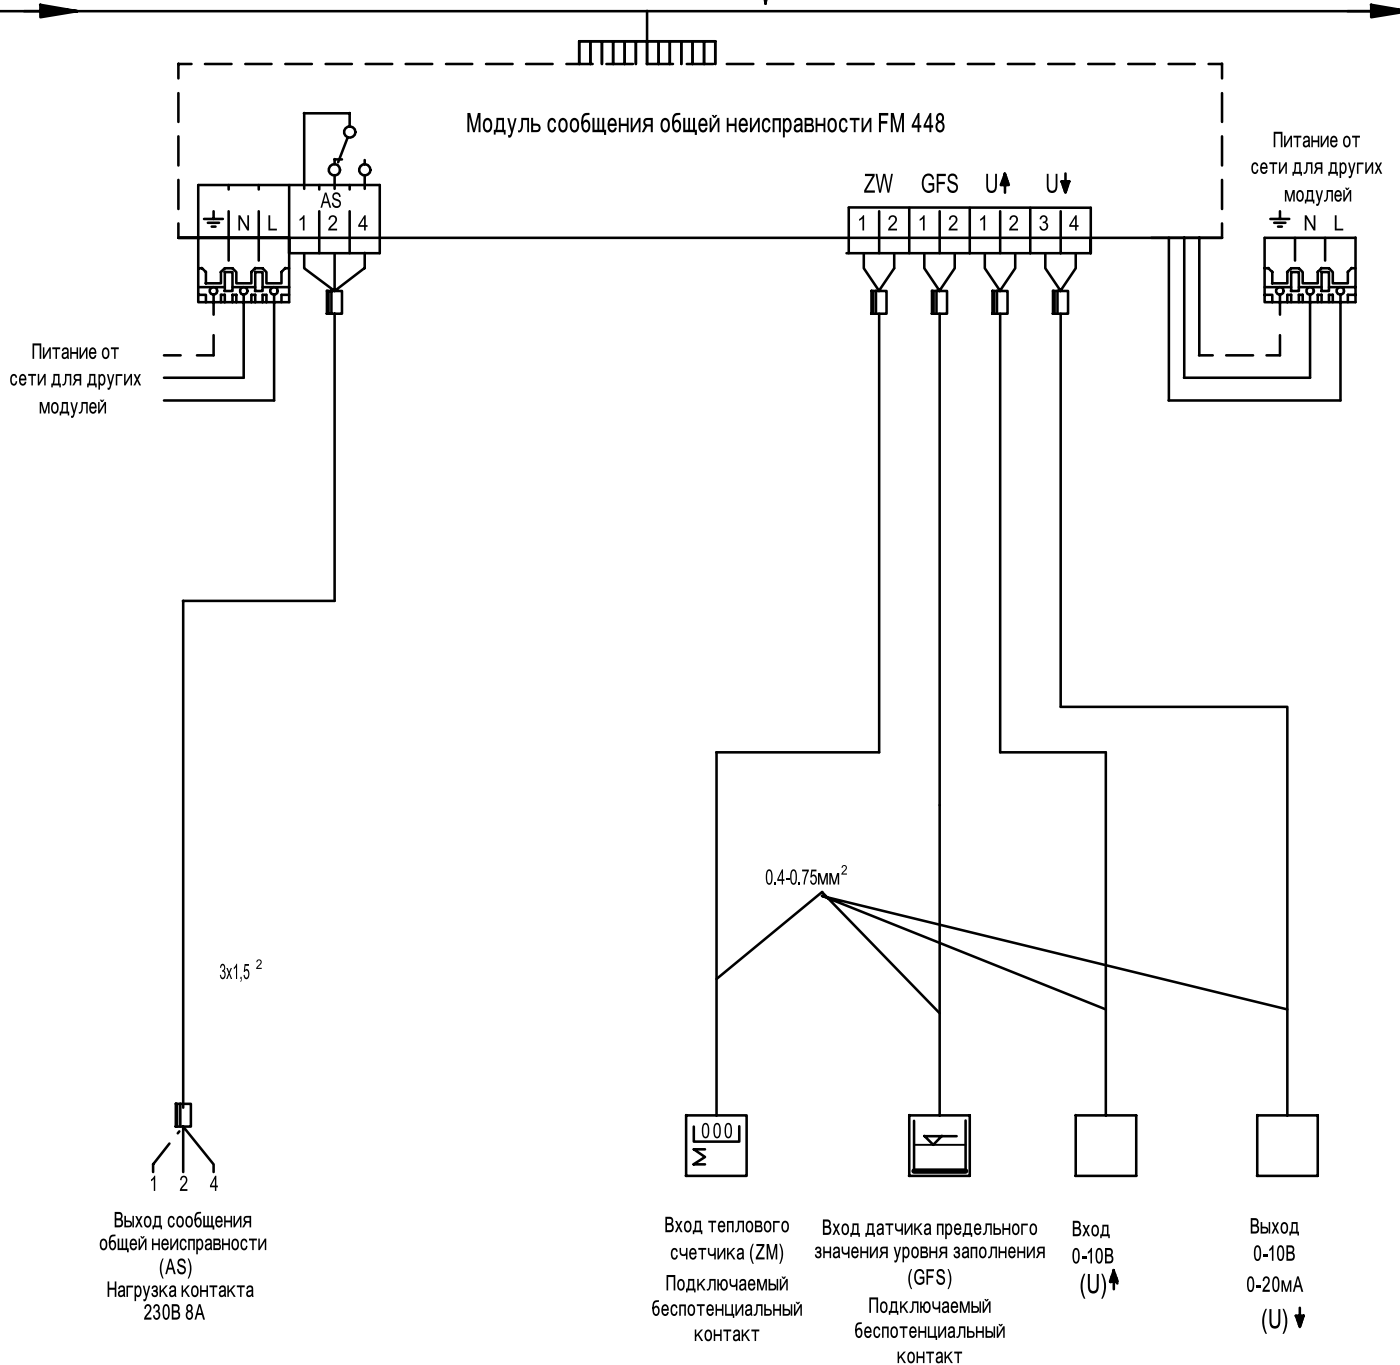 Модуль сообщения общей неисправности FM 448
Питание от
сети для других
модулей
N L
AS
N L 1 2 4
ZW GFS U U
1 2 1 2 1 2 3 4
Питание от
сети для других
модулей
0.4-0.75мм²
3x1,5 ²
000
M
1 2 4
Выход сообщения
общей неисправности
(AS)
Нагрузка контакта
230В 8А
Вход теплового
счетчика (ZM)
Подключаемый
беспотенциальный
контакт
Вход датчика предельного
значения уровня заполнения
(GFS)
Подключаемый
беспотенциальный
контакт
Вход
0-10В
(U)
Выход
0-10В
0-20мА
(U)